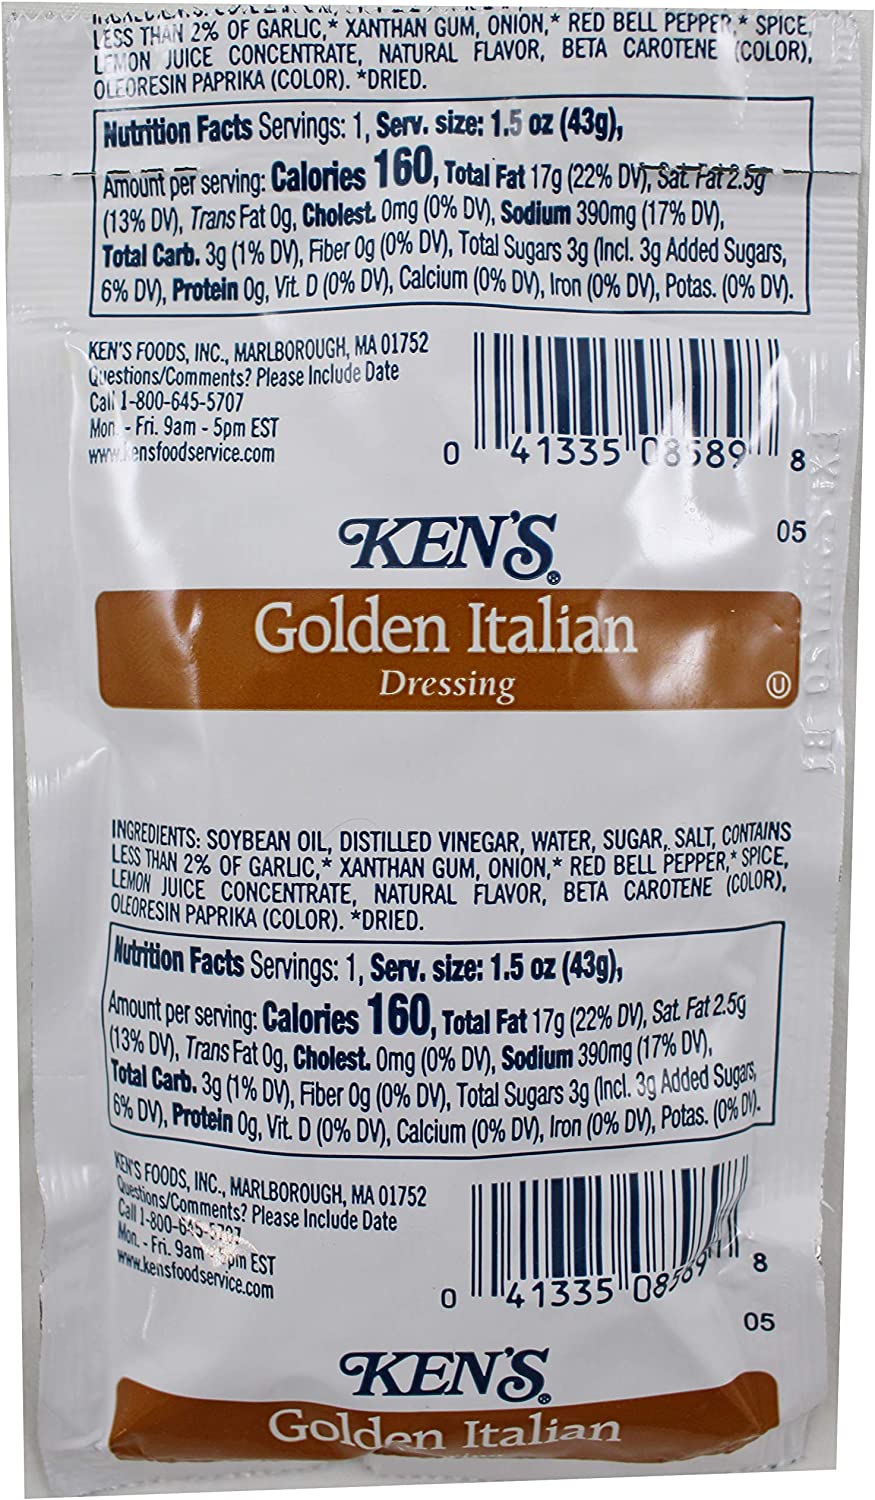 LESS THAN 2% OF GARLIC,* XANTHAN GUM, ONION,* RED BELL PEPPER,* SPICE,
LEMON JUICE CONCENTRATE, NATURAL FLAVOR, BETA CAROTENE (COLOR),
OLEORESIN PAPRIKA (COLOR). *DRIED.
Nutrition Facts Servings: 1, Serv. size: 1.5 oz (43g),
Amount per serving: Calories 160, Total Fat 17g (22% DV), Sat. Fat 2.5g
(13% DV), Trans Fat 0g, Cholest. 0mg (0% DV), Sodium 390mg (17% DV),
Total Carb. 3g (1% DV), Fiber 0g (0% DV), Total Sugars 3g (Incl. 3g Added Sugars,
6% DV), Protein 0g, Vit. D (0% DV), Calcium (0% DV), Iron (0% DV), Potas. (0% DV).
KEN'S FOODS, INC., MARLBOROUGH, MA 01752
Questions/Comments? Please Include Date
Call 1-800-645-5707
Mon. - Fri. 9am - 5pm EST
www.kensfoodservice.com
0 41335 08589 8
05
KEN'S
Golden Italian
Dressing
U
INGREDIENTS: SOYBEAN OIL, DISTILLED VINEGAR, WATER, SUGAR, SALT, CONTAINS
LESS THAN 2% OF GARLIC,* XANTHAN GUM, ONION,* RED BELL PEPPER,* SPICE,
LEMON JUICE CONCENTRATE, NATURAL FLAVOR, BETA CAROTENE (COLOR),
OLEORESIN PAPRIKA (COLOR). *DRIED.
Nutrition Facts Servings: 1, Serv. size: 1.5 oz (43g),
Amount per serving: Calories 160, Total Fat 17g (22% DV), Sat. Fat 2.5g
(13% DV), Trans Fat 0g, Cholest. 0mg (0% DV), Sodium 390mg (17% DV),
Total Carb. 3g (1% DV), Fiber 0g (0% DV), Total Sugars 3g (Incl. 3g Added Sugars,
6% DV), Protein 0g, Vit. D (0% DV), Calcium (0% DV), Iron (0% DV), Potas. (0% DV).
KEN'S FOODS, INC., MARLBOROUGH, MA 01752
Questions/Comments? Please Include Date
Call 1-800-645-5707
Mon. - Fri. 9am - 5pm EST
www.kensfoodservice.com
0 41335 08589 8
05
KEN'S
Golden Italian